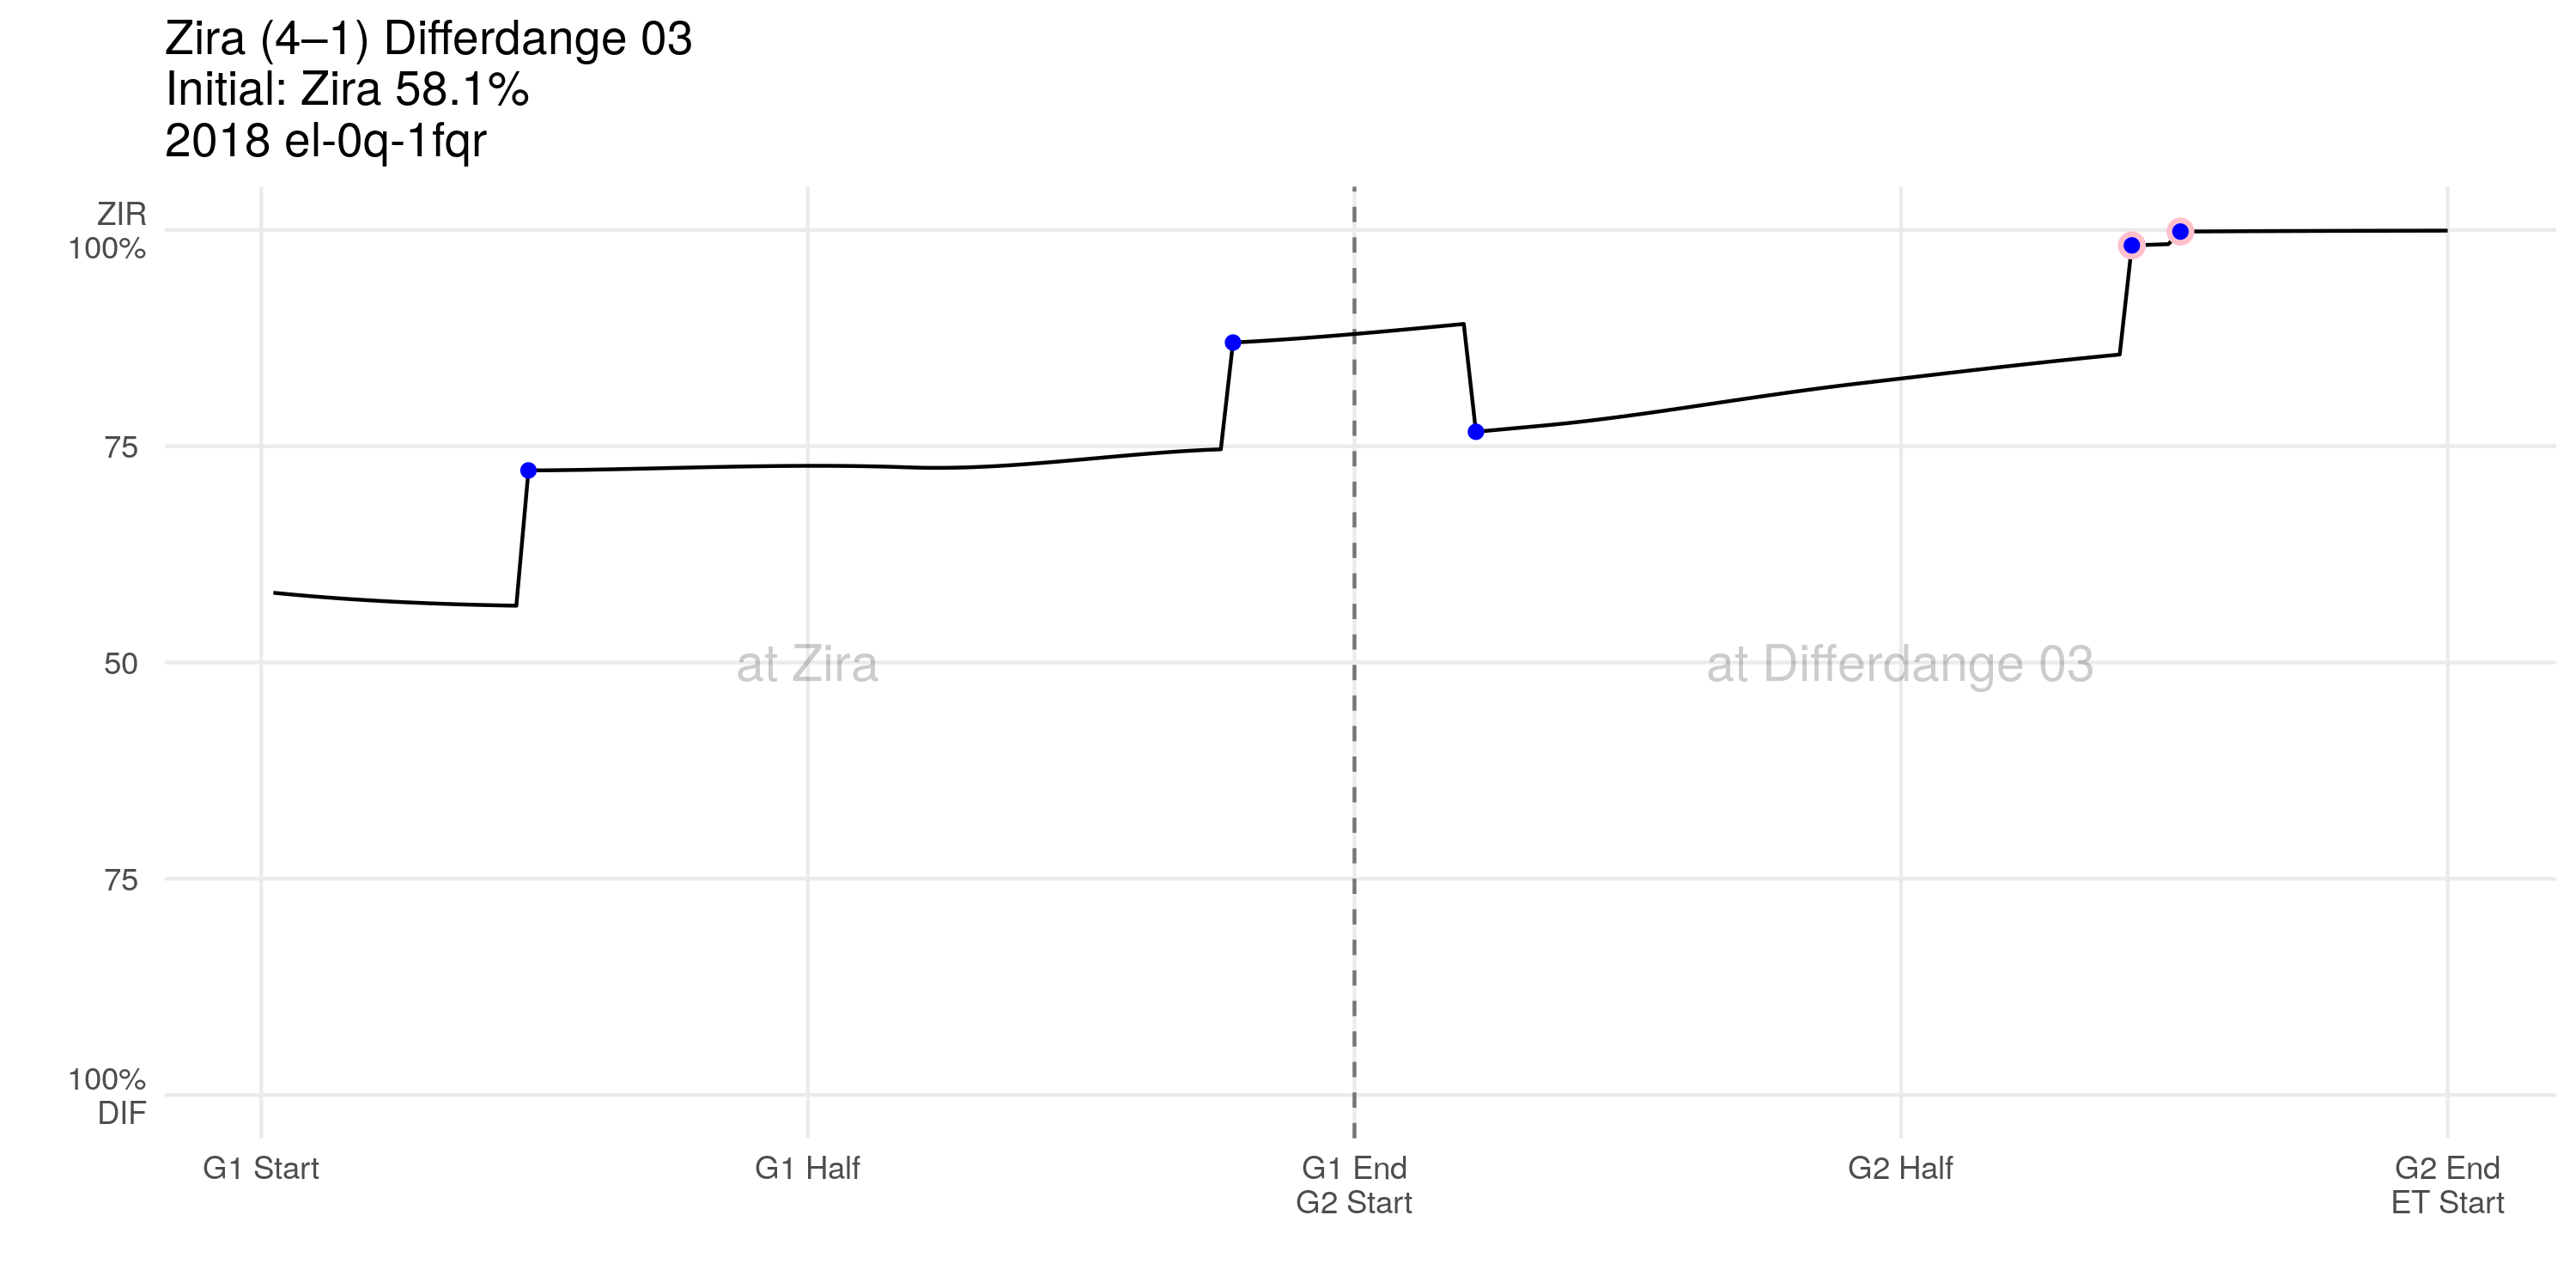 Zira (4–1) Differdange 03
Initial: Zira 58.1%
2018 el-0q-1fqr
ZIR
100%
75
50
75
100%
DIF
at Zira
at Differdange 03
G1 Start
G1 Half
G1 End
G2 Start
G2 Half
G2 End
ET Start